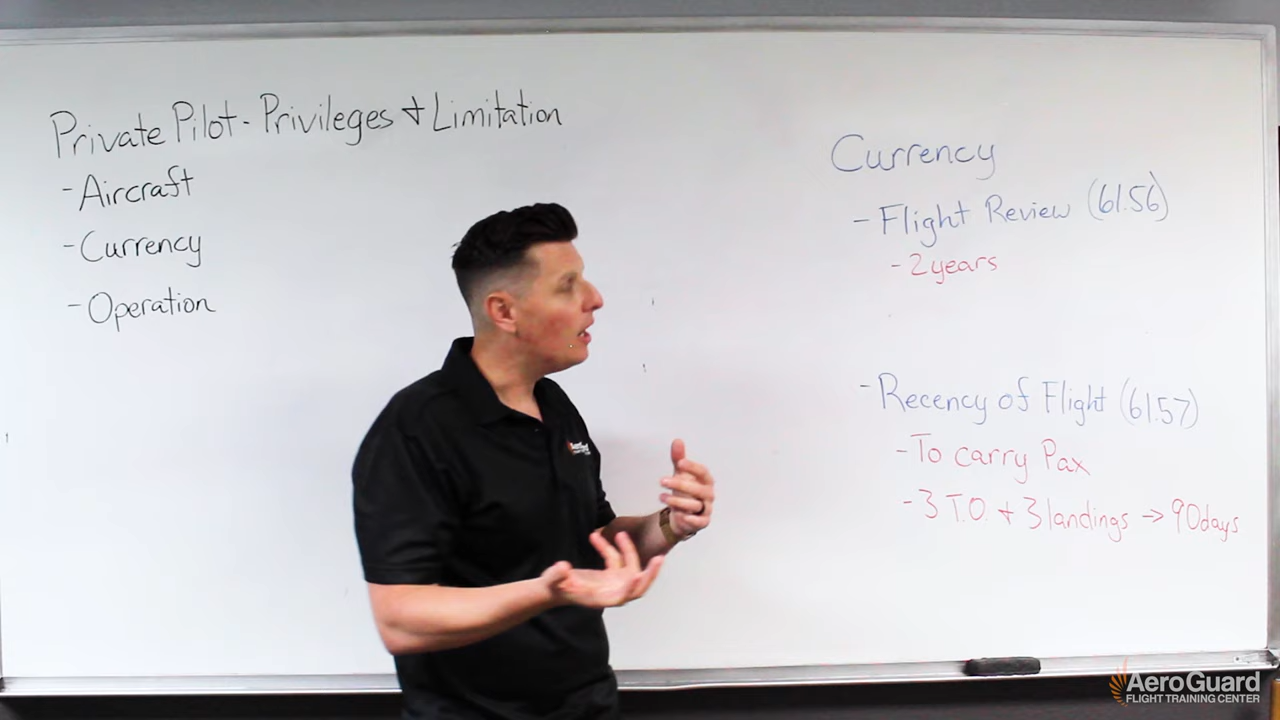 Private Pilot - Privileges & Limitation
- Aircraft
- Currency
- Operation
Currency
- Flight Review (61.56)
- 2 years
- Recency of Flight (61.57)
- To carry Pax
- 3 T.O. & 3 landings → 90 days
AeroGuard
AeroGuard
FLIGHT TRAINING CENTER